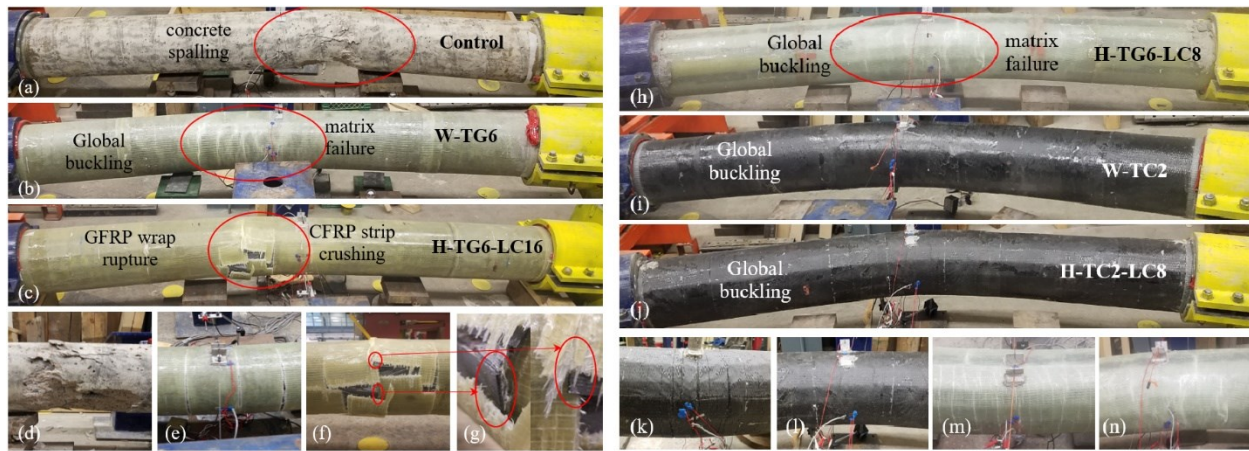 concrete
spalling
Control
(a)
Global
buckling
matrix
failure
W-TG6
(b)
GFRP wrap
rupture
CFRP strip
crushing
H-TG6-LC16
(c)
(d)
(e)
(f)
(g)
Global
buckling
matrix
failure
H-TG6-LC8
(h)
Global
buckling
W-TC2
(i)
Global
buckling
H-TC2-LC8
(j)
(k)
(l)
(m)
(n)